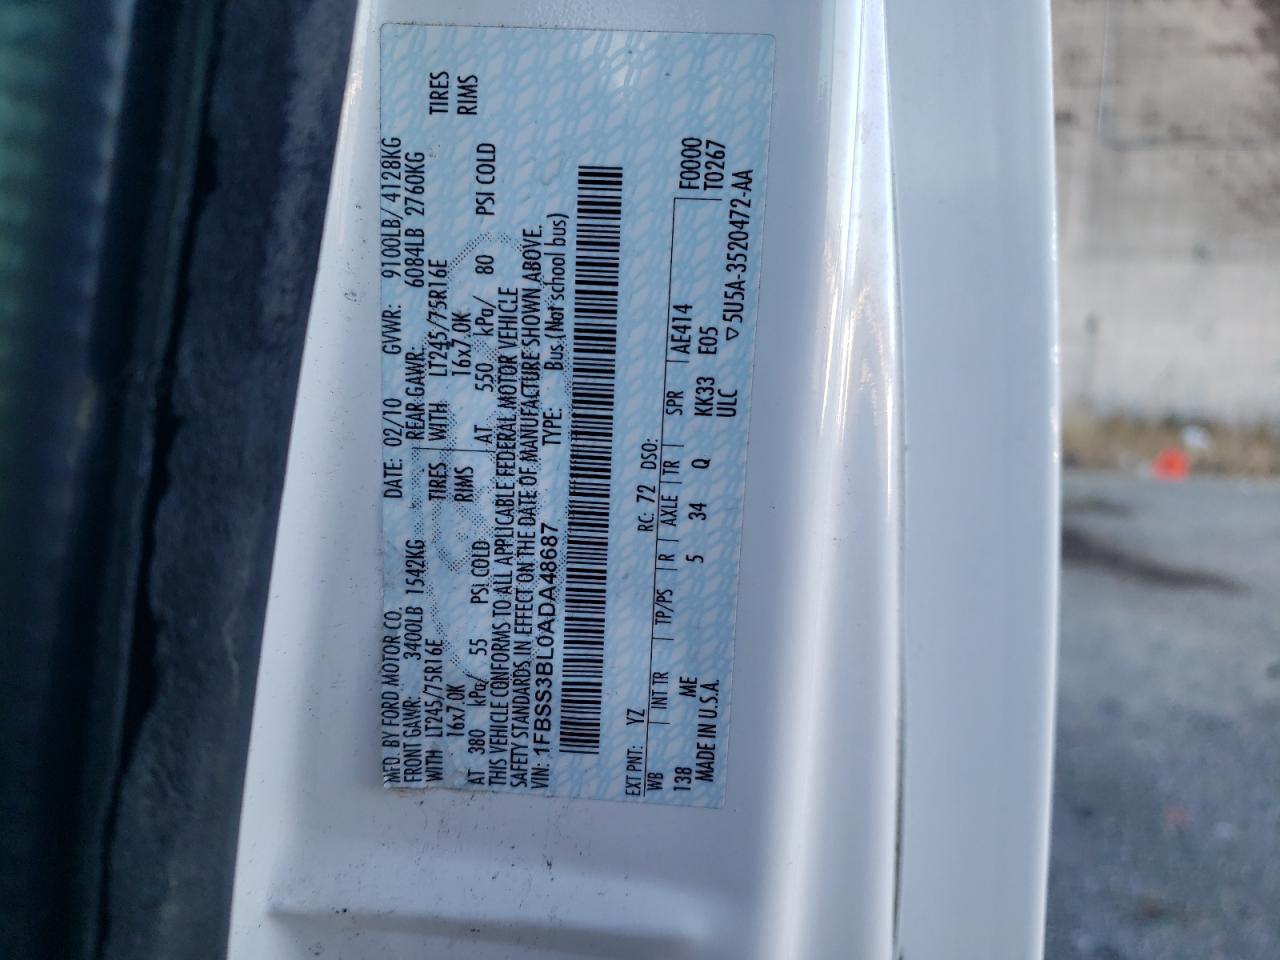 MFD. BY FORD MOTOR CO. DATE: 02/10 GVWR: 9100LB/ 4128KG
FRONT GAWR: 3400LB 1542KG REAR GAWR: 6084LB 2760KG
WITH LT245/75R16E TIRES WITH LT245/75R16E TIRES
16x7.0K RIMS 16x7.0K RIMS
AT 380 kPa/ 55 PSI COLD AT 550 kPa/ 80 PSI COLD
THIS VEHICLE CONFORMS TO ALL APPLICABLE FEDERAL MOTOR VEHICLE
SAFETY STANDARDS IN EFFECT ON THE DATE OF MANUFACTURE SHOWN ABOVE.
VIN: 1FBSS3BL0ADA48687 TYPE: Bus (Not school bus)
EXT PNT: YZ RC: 72 DSO:
WB | INT TR | TP/PS | R | AXLE | TR | SPR | AE414 F0000
138 ME 5 34 Q KK33 E05 T0267
MADE IN U.S.A. ULC ▽5U5A-3520472-AA